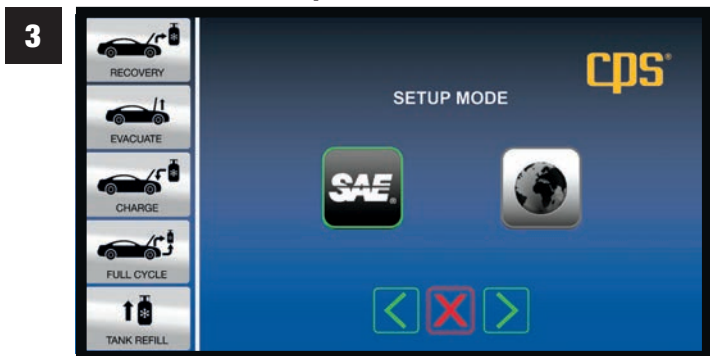 3
RECOVERY
EVACUATE
CHARGE
FULL CYCLE
TANK REFILL
cps®
SETUP MODE
SAE®